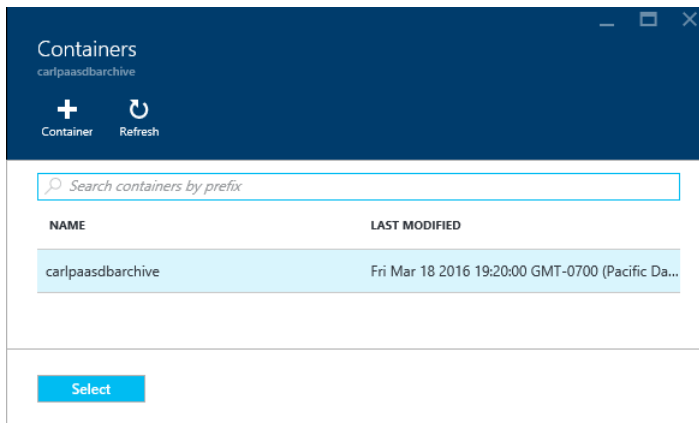 Containers
carlpaasdbarchive
Container Refresh
Search containers by prefix
NAME LAST MODIFIED
carlpaasdbarchive Fri Mar 18 2016 19:20:00 GMT-0700 (Pacific Da...
Select